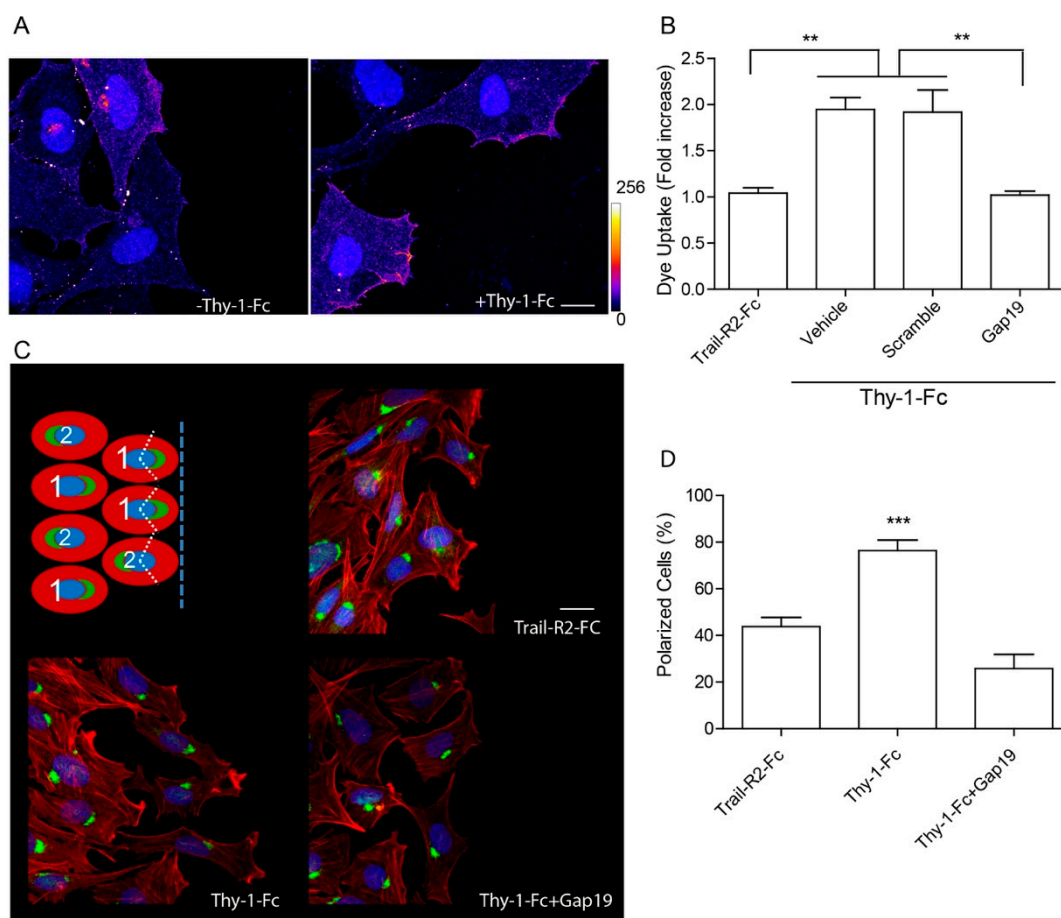 A
-Thy-1-Fc
+Thy-1-Fc
256
0
B
** **
Dye Uptake (Fold increase)
2.5
2.0
1.5
1.0
0.5
0.0
Trail-R2-Fc
Vehicle
Scramble
Gap19
Thy-1-Fc
C
2
1
1
1
2
2
1
Trail-R2-FC
Thy-1-Fc
Thy-1-Fc+Gap19
D
***
Polarized Cells (%)
100
80
60
40
20
0
Trail-R2-Fc
Thy-1-Fc
Thy-1-Fc+Gap19